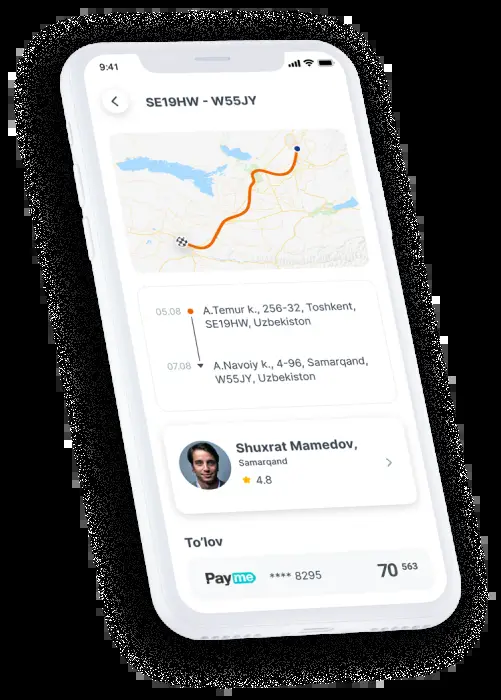 9:41
SE19HW - W55JY
05.08
A.Temur k., 256-32, Toshkent,
SE19HW, Uzbekiston
07.08
A.Navoiy k., 4-96, Samarqand,
W55JY, Uzbekiston
Shuxrat Mamedov,
Samarqand
4.8
To'lov
Payme **** 8295 70 563